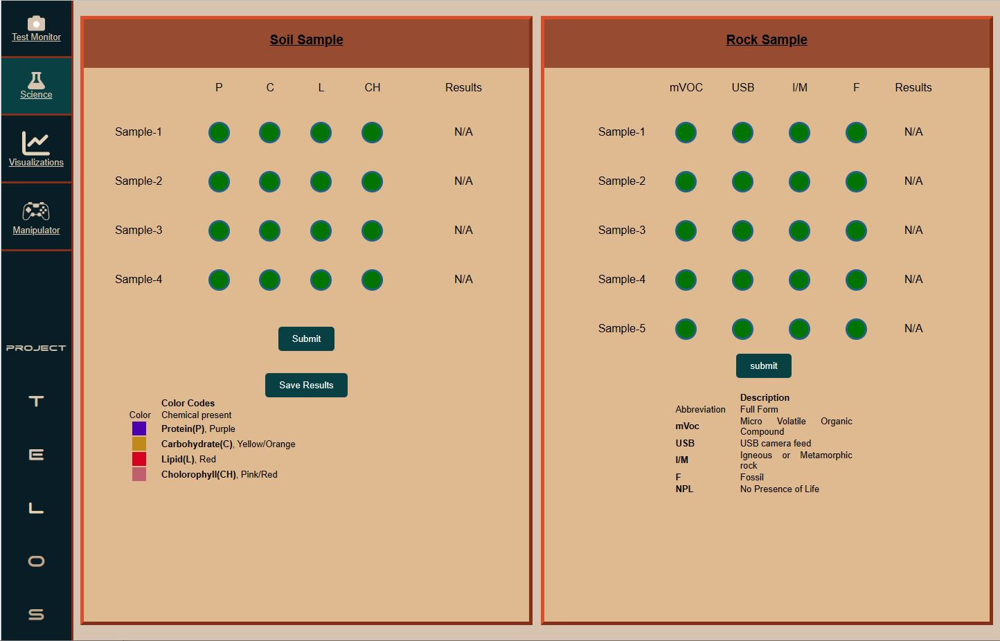 Test Monitor
Science
Visualizations
Manipulator
PROJECT
T
E
L
O
S
Soil Sample
P C L CH Results
Sample-1 N/A
Sample-2 N/A
Sample-3 N/A
Sample-4 N/A
Submit
Save Results
Color Codes
Color Chemical present
Protein(P), Purple
Carbohydrate(C), Yellow/Orange
Lipid(L), Red
Cholorophyll(CH), Pink/Red
Rock Sample
mVOC USB I/M F Results
Sample-1 N/A
Sample-2 N/A
Sample-3 N/A
Sample-4 N/A
Sample-5 N/A
submit
Description
Abbreviation Full Form
mVoc Micro Volatile Organic
Compound
USB USB camera feed
I/M Igneous or Metamorphic
rock
F Fossil
NPL No Presence of Life